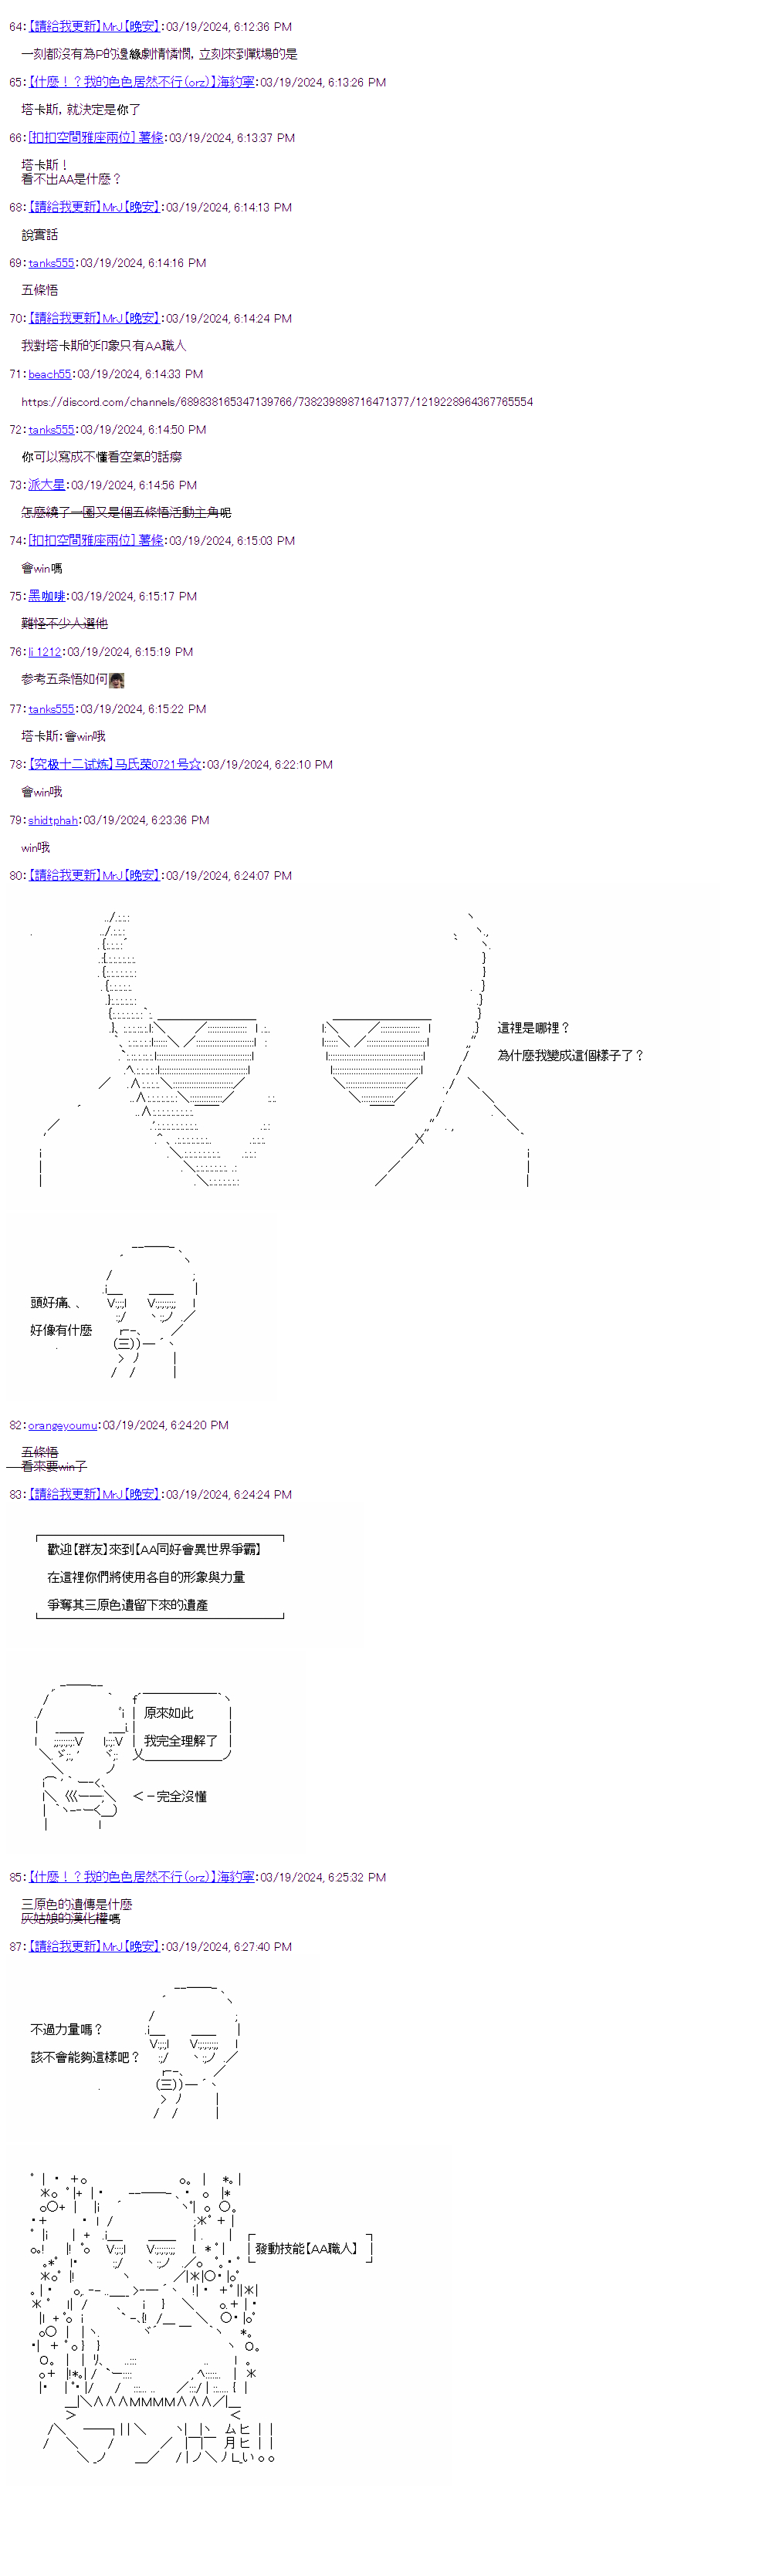 64:【請給我更新】MrJ【晚安】:03/19/2024, 6:12:36 PM
一刻都沒有為P的邊緣劇情憐憫, 立刻來到戰場的是
65:【什麼！？我的色色居然不行(orz)】海豹寧:03/19/2024, 6:13:26 PM
塔卡斯, 就決定是你了
66:[扣扣空間雅座兩位] 薯條:03/19/2024, 6:13:37 PM
塔卡斯！
看不出AA是什麼？
68:【請給我更新】MrJ【晚安】:03/19/2024, 6:14:13 PM
說實話
69:tanks555:03/19/2024, 6:14:16 PM
五條悟
70:【請給我更新】MrJ【晚安】:03/19/2024, 6:14:24 PM
我對塔卡斯的印象只有AA職人
71:beach55:03/19/2024, 6:14:33 PM
https://discord.com/channels/689838165347139766/738239898716471377/1219228964367765554
72:tanks555:03/19/2024, 6:14:50 PM
你可以寫成不懂看空氣的話癆
73:派大星:03/19/2024, 6:14:56 PM
怎麼繞了一圈又是個五條悟活動主角呢
74:[扣扣空間雅座兩位] 薯條:03/19/2024, 6:15:03 PM
會win嗎
75:黑咖啡:03/19/2024, 6:15:17 PM
難怪不少人選他
76:li_1212:03/19/2024, 6:15:19 PM
参考五条悟如何
77:tanks555:03/19/2024, 6:15:22 PM
塔卡斯：會win哦
78:【究极十二试炼】马氏荣0721号☆:03/19/2024, 6:22:10 PM
會win哦
79:shidtphah:03/19/2024, 6:23:36 PM
win哦
80:【請給我更新】MrJ【晚安】:03/19/2024, 6:24:07 PM
這裡是哪裡？
為什麼我變成這個樣子了？
頭好痛、、
好像有什麼
82:orangeyoumu:03/19/2024, 6:24:20 PM
五條悟
看來要win了
83:【請給我更新】MrJ【晚安】:03/19/2024, 6:24:24 PM
歡迎【群友】來到【AA同好會異世界爭霸】
在這裡你們將使用各自的形象與力量
爭奪其三原色遺留下來的遺產
原來如此
我完全理解了
＜－完全沒懂
85:【什麼！？我的色色居然不行(orz)】海豹寧:03/19/2024, 6:25:32 PM
三原色的遺傳是什麼
灰姑娘的漢化權嗎
87:【請給我更新】MrJ【晚安】:03/19/2024, 6:27:40 PM
不過力量嗎？
該不會能夠這樣吧？
發動技能【AA職人】